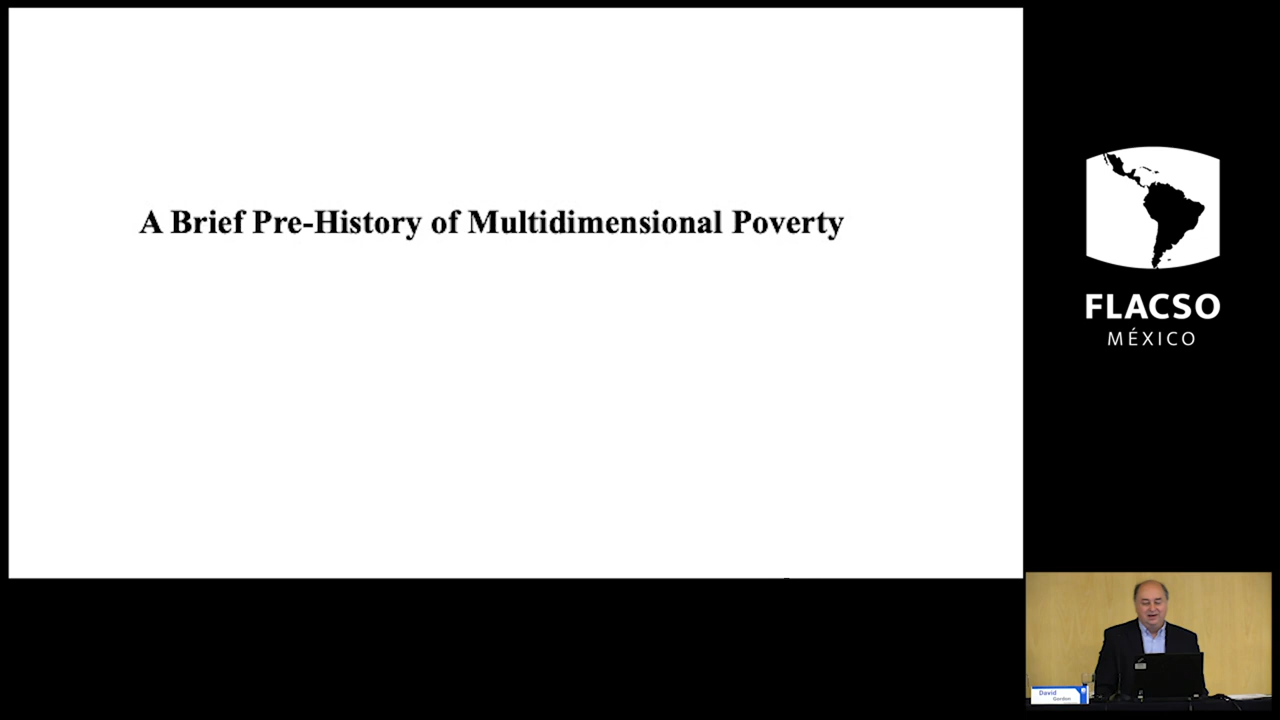 A Brief Pre-History of Multidimensional Poverty
FLACSO
MÉXICO
David
Gordon